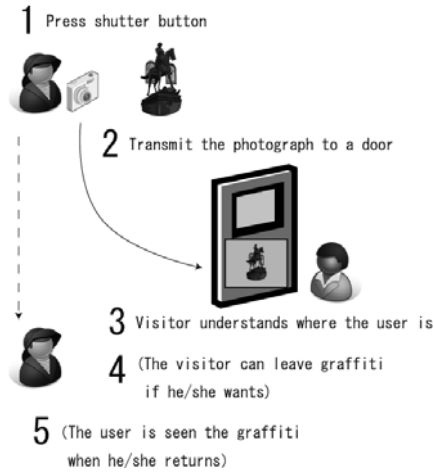 1 Press shutter button
2 Transmit the photograph to a door
3 Visitor understands where the user is
4 (The visitor can leave graffiti
if he/she wants)
5 (The user is seen the graffiti
when he/she returns)